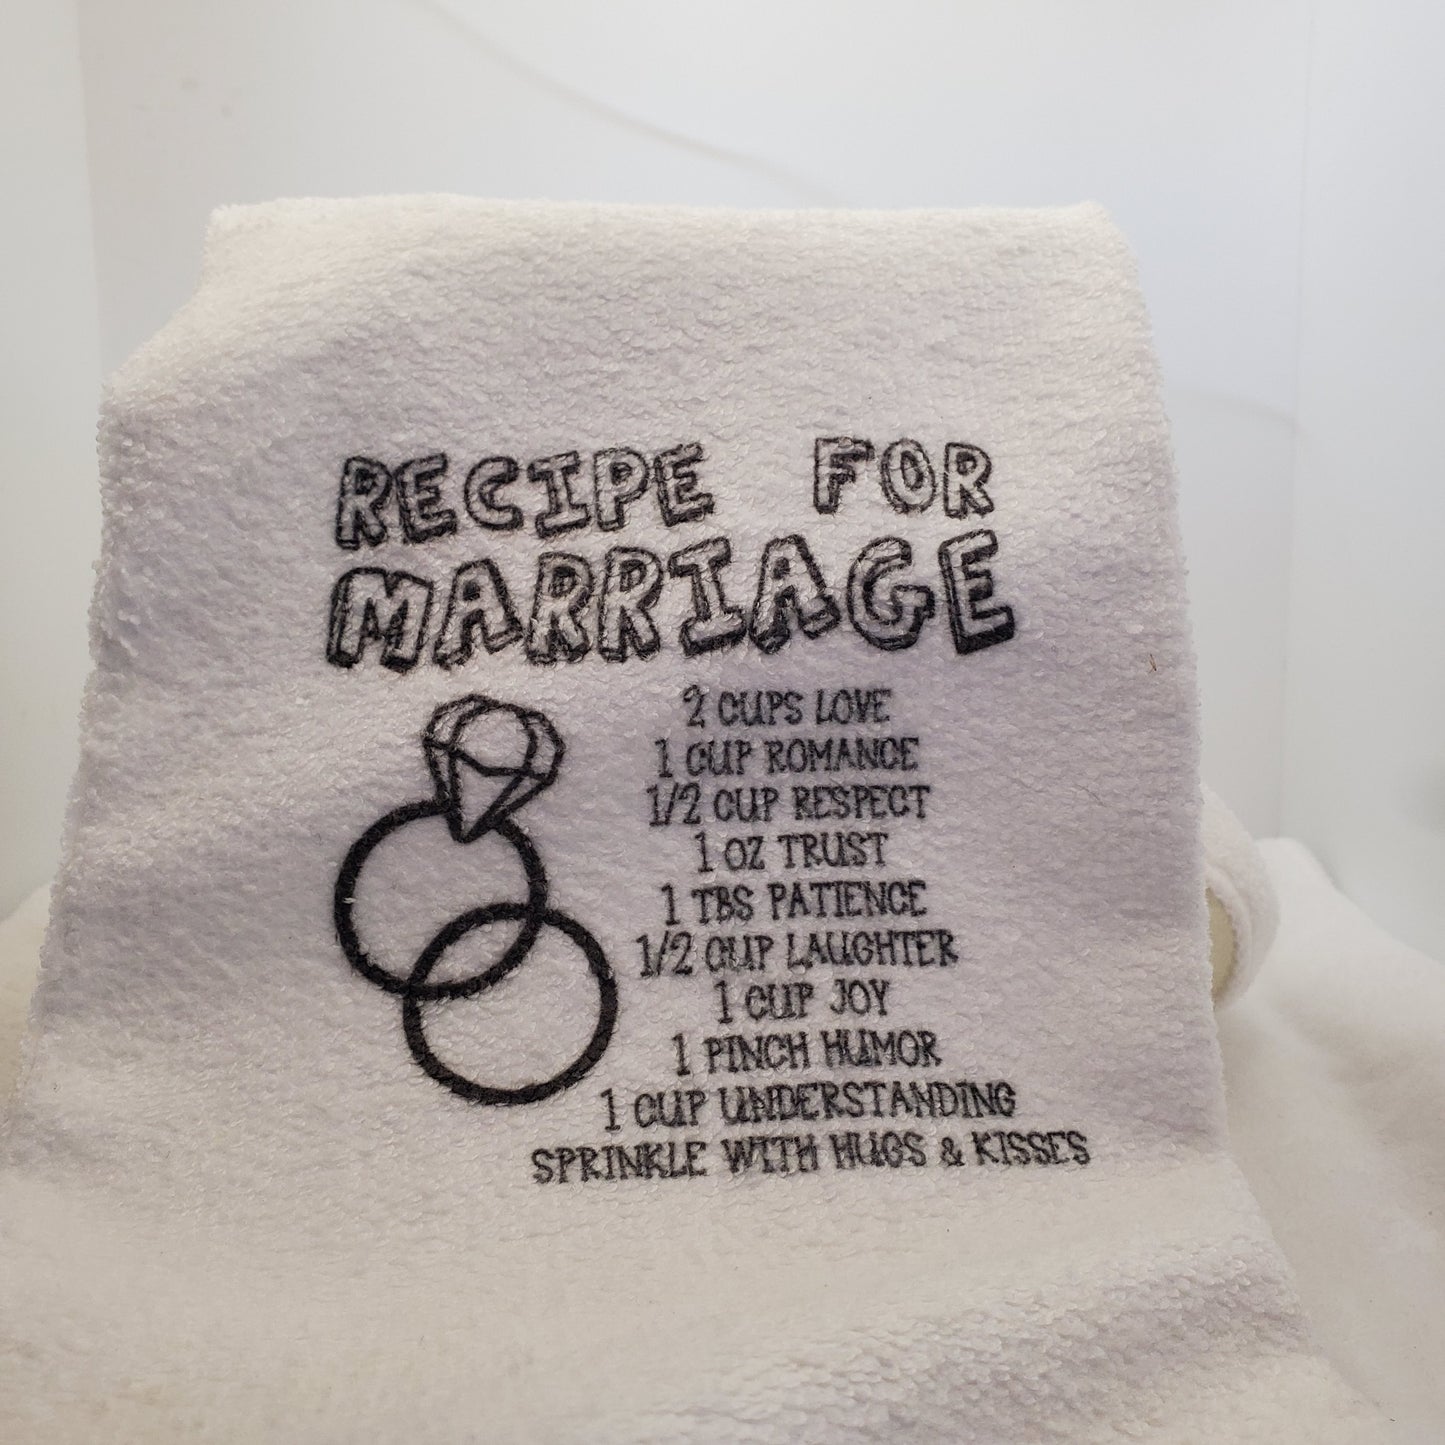 RECIPE FOR
MARRIAGE
2 CUPS LOVE
1 CUP ROMANCE
1/2 CUP RESPECT
1 OZ TRUST
1 TBS PATIENCE
1/2 CUP LAUGHTER
1 CUP JOY
1 PINCH HUMOR
1 CUP UNDERSTANDING
SPRINKLE WITH HUGS & KISSES